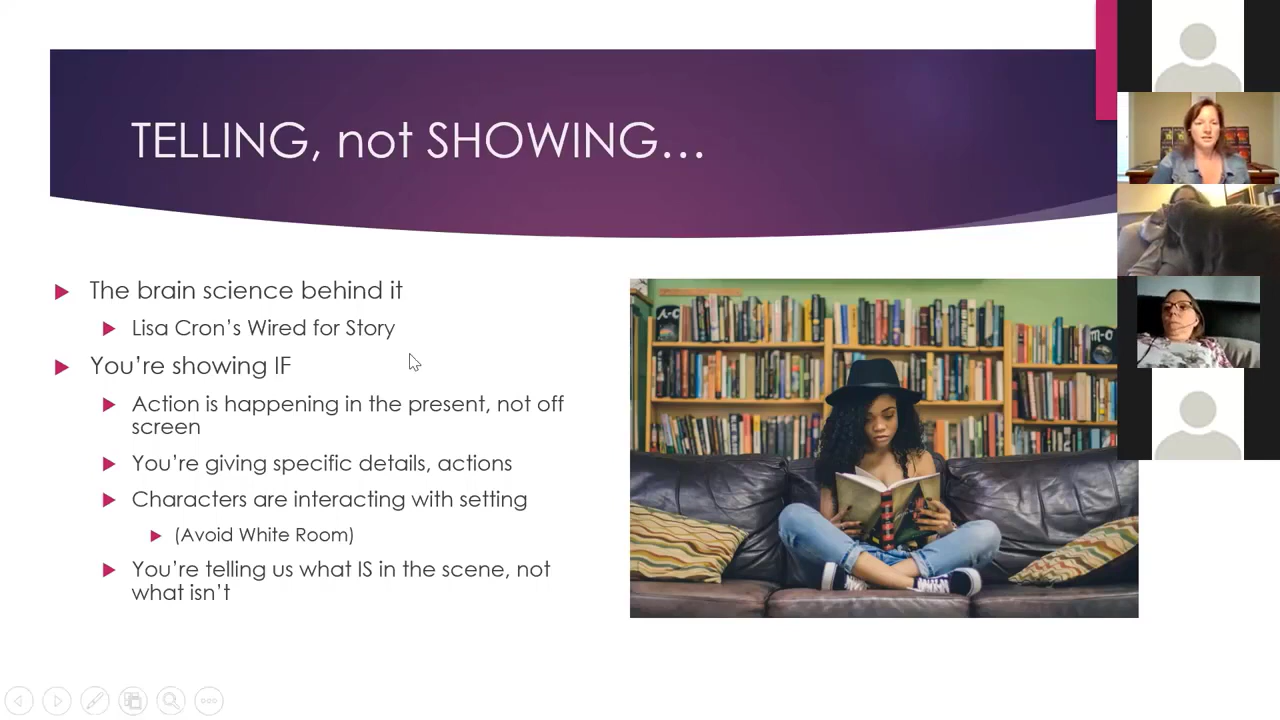 TELLING, not SHOWING...
The brain science behind it
Lisa Cron's Wired for Story
You're showing IF
Action is happening in the present, not off
screen
You're giving specific details, actions
Characters are interacting with setting
(Avoid White Room)
You're telling us what IS in the scene, not
what isn't
A-C
m-o